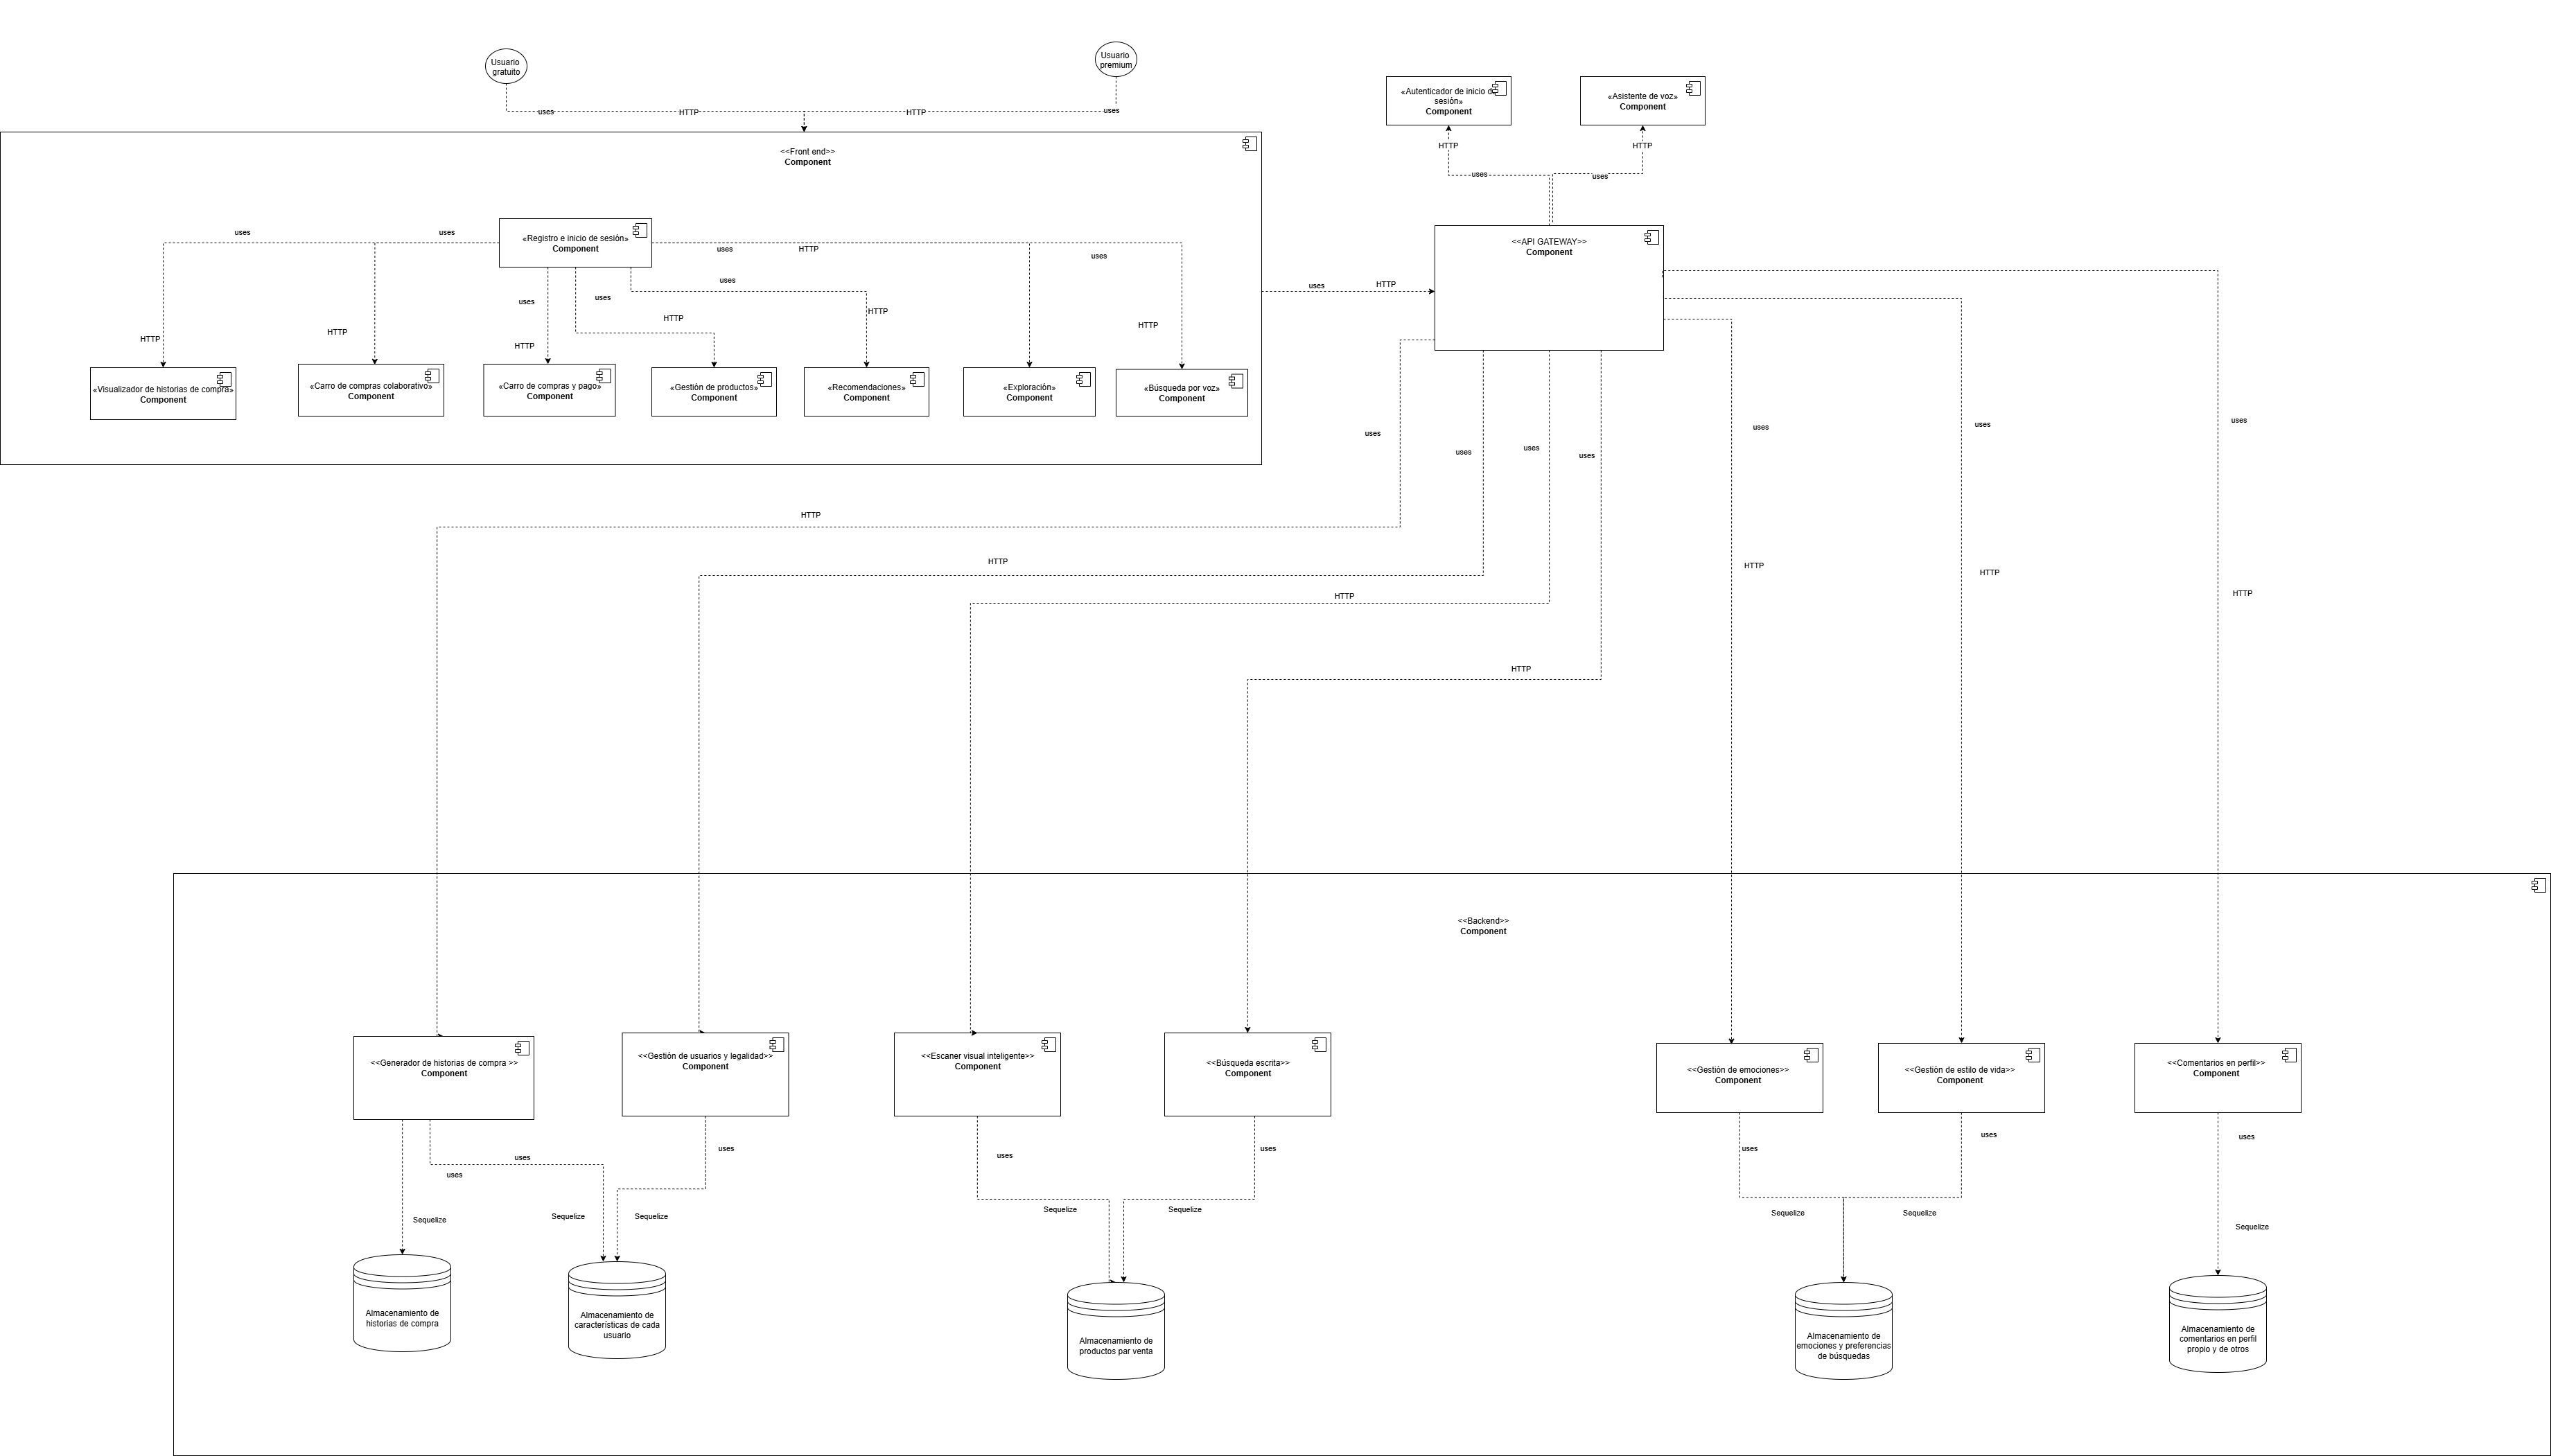 Usuario
gratuito
Usuario
premium
uses
HTTP
HTTP
uses
«Autenticador de inicio de
sesión»
Component
«Asistente de voz»
Component
HTTP
HTTP
uses
uses
<<Front end>>
Component
uses
uses
«Registro e inicio de sesión»
Component
uses
HTTP
uses
uses
uses
uses
HTTP
HTTP
HTTP
HTTP
HTTP
HTTP
«Visualizador de historias de compra»
Component
«Carro de compras colaborativo»
Component
«Carro de compras y pago»
Component
«Gestión de productos»
Component
«Recomendaciones»
Component
«Exploración»
Component
«Búsqueda por voz»
Component
uses
HTTP
<<API GATEWAY>>
Component
uses
uses
uses
uses
uses
uses
uses
HTTP
HTTP
HTTP
HTTP
HTTP
HTTP
HTTP
<<Backend>>
Component
<<Generador de historias de compra >>
Component
<<Gestión de usuarios y legalidad>>
Component
<<Escaner visual inteligente>>
Component
<<Búsqueda escrita>>
Component
<<Gestión de emociones>>
Component
<<Gestión de estilo de vida>>
Component
<<Comentarios en perfil>>
Component
uses
uses
uses
uses
uses
uses
uses
uses
Sequelize
Sequelize
Sequelize
Sequelize
Sequelize
Sequelize
Sequelize
Sequelize
Almacenamiento de
historias de compra
Almacenamiento de
características de cada
usuario
Almacenamiento de
productos par venta
Almacenamiento de
emociones y preferencias
de búsquedas
Almacenamiento de
comentarios en perfil
propio y de otros